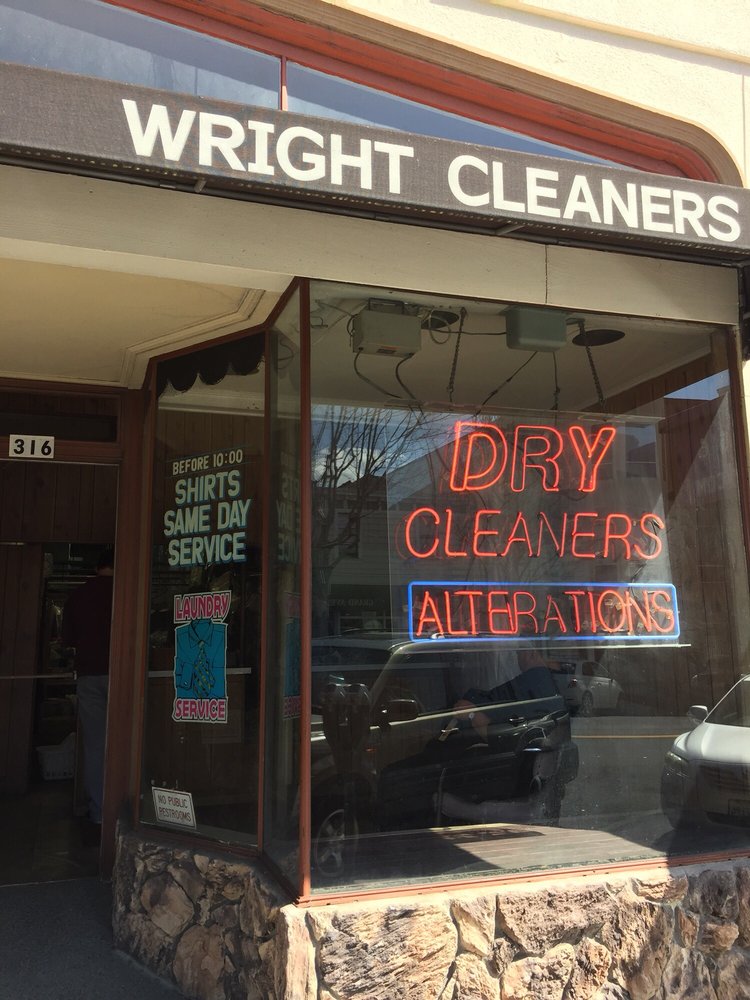 WRIGHT CLEANERS
316
BEFORE 10:00
SHIRTS
SAME DAY
SERVICE
LAUNDRY
SERVICE
NO PUBLIC
RESTROOMS
DRY
CLEANERS
ALTERATIONS